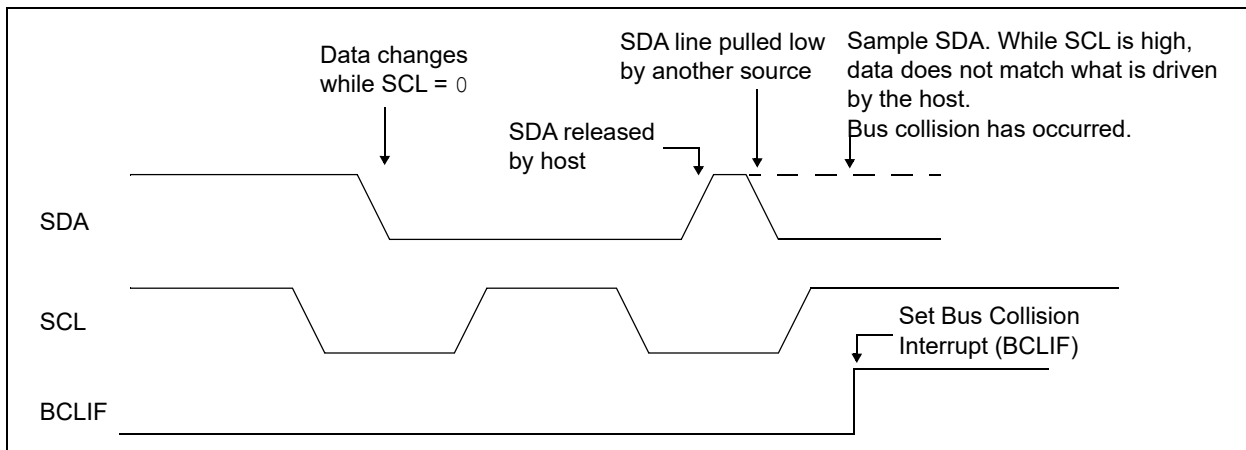 Data changes
while SCL = 0
SDA line pulled low
by another source
Sample SDA. While SCL is high,
data does not match what is driven
by the host.
Bus collision has occurred.
SDA released
by host
SDA
SCL
Set Bus Collision
Interrupt (BCLIF)
BCLIF